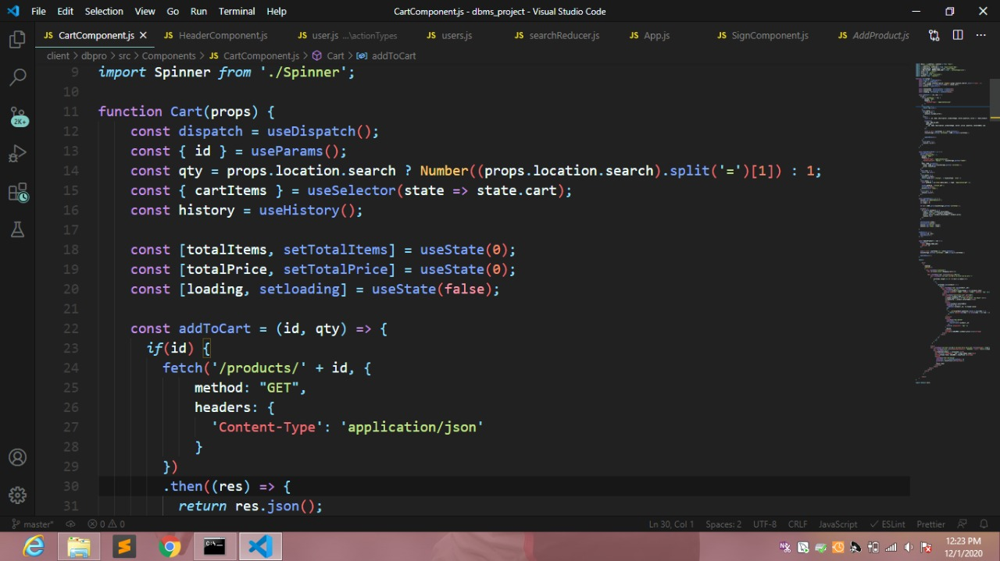 File Edit Selection View Go Run Terminal Help CartComponent.js - dbms_project - Visual Studio Code
JS CartComponent.js JS HeaderComponent.js JS user.js ...\actionTypes JS users.js JS searchReducer.js JS App.js JS SignComponent.js JS AddProduct.js
client > dbpro > src > Components > JS CartComponent.js > Cart > addToCart
9 import Spinner from './Spinner';
10
11 function Cart(props) {
12 const dispatch = useDispatch();
13 const { id } = useParams();
14 const qty = props.location.search ? Number((props.location.search).split('=')[1]) : 1;
15 const { cartItems } = useSelector(state => state.cart);
16 const history = useHistory();
17
18 const [totalItems, setTotalItems] = useState(0);
19 const [totalPrice, setTotalPrice] = useState(0);
20 const [loading, setloading] = useState(false);
21
22 const addToCart = (id, qty) => {
23 if(id) {
24 fetch('/products/' + id, {
25 method: "GET",
26 headers: {
27 'Content-Type': 'application/json'
28 }
29 })
30 .then((res) => {
31 return res.json();
2K+
master* 0 0 Ln 30, Col 1 Spaces: 2 UTF-8 CRLF JavaScript ESLint Prettier
12:23 PM
12/1/2020